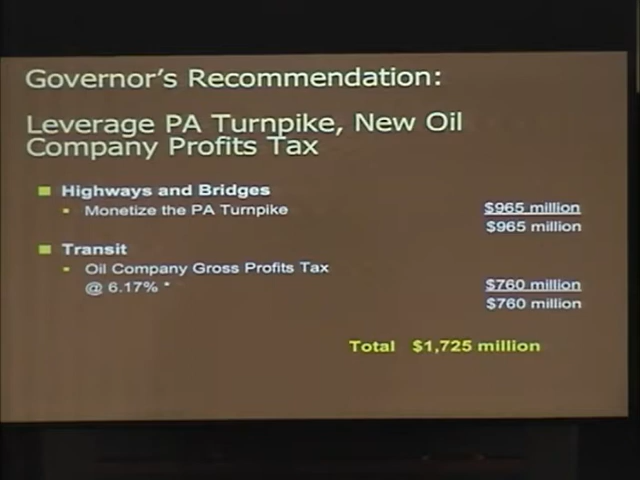 Governor's Recommendation:
Leverage PA Turnpike, New Oil
Company Profits Tax
Highways and Bridges
Monetize the PA Turnpike $965 million
$965 million
Transit
Oil Company Gross Profits Tax
@ 6.17% * $760 million
$760 million
Total $1,725 million